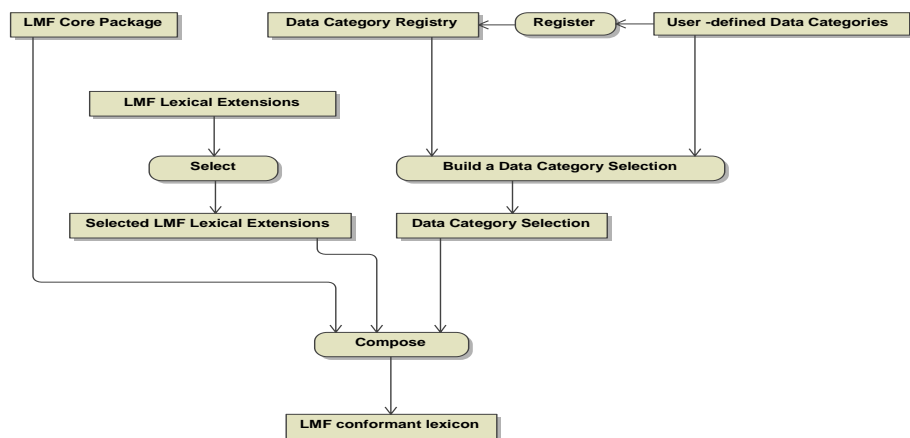 LMF Core Package
Data Category Registry
Register
User -defined Data Categories
LMF Lexical Extensions
Select
Build a Data Category Selection
Selected LMF Lexical Extensions
Data Category Selection
Compose
LMF conformant lexicon